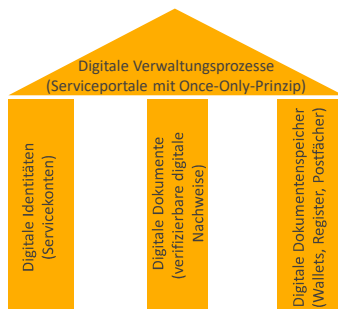 Digitale Verwaltungsprozesse
(Serviceportale mit Once-Only-Prinzip)
Digitale Identitäten
(Servicekonten)
Digitale Dokumente
(verifizierbare digitale
Nachweise)
Digitale Dokumentenspeicher
(Wallets, Register, Postfächer)